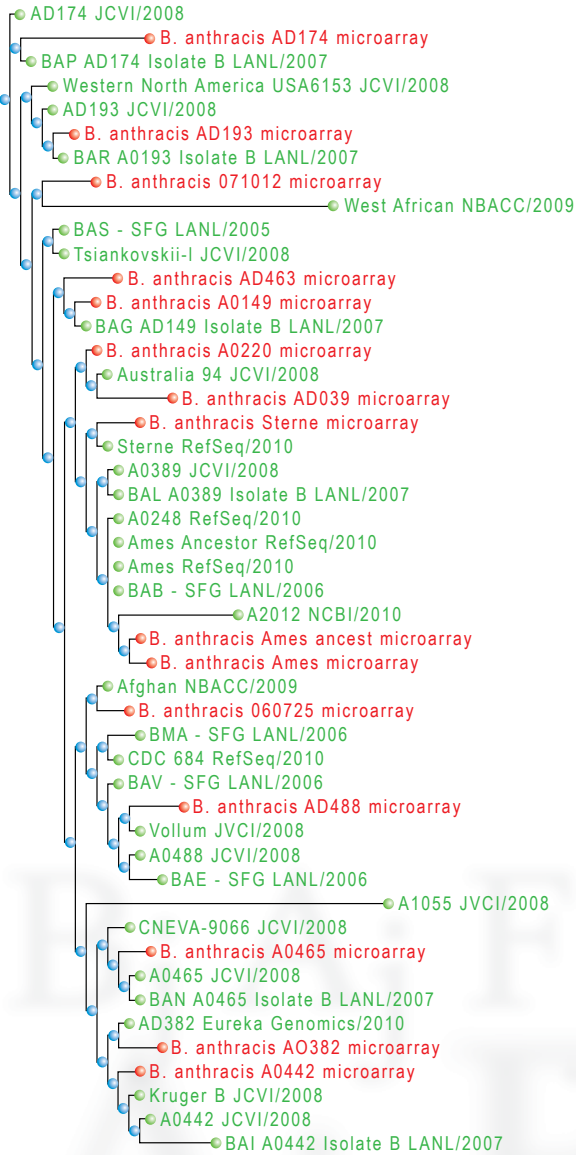 AD174 JCVI/2008
B. anthracis AD174 microarray
BAP AD174 Isolate B LANL/2007
Western North America USA6153 JCVI/2008
AD193 JCVI/2008
B. anthracis AD193 microarray
BAR A0193 Isolate B LANL/2007
B. anthracis 071012 microarray
West African NBACC/2009
BAS - SFG LANL/2005
Tsiankovskii-I JCVI/2008
B. anthracis AD463 microarray
B. anthracis A0149 microarray
BAG AD149 Isolate B LANL/2007
B. anthracis A0220 microarray
Australia 94 JCVI/2008
B. anthracis AD039 microarray
B. anthracis Sterne microarray
Sterne RefSeq/2010
A0389 JCVI/2008
BAL A0389 Isolate B LANL/2007
A0248 RefSeq/2010
Ames Ancestor RefSeq/2010
Ames RefSeq/2010
BAB - SFG LANL/2006
A2012 NCBI/2010
B. anthracis Ames ancest microarray
B. anthracis Ames microarray
Afghan NBACC/2009
B. anthracis 060725 microarray
BMA - SFG LANL/2006
CDC 684 RefSeq/2010
BAV - SFG LANL/2006
B. anthracis AD488 microarray
Vollum JVCI/2008
A0488 JCVI/2008
BAE - SFG LANL/2006
A1055 JVCI/2008
CNEVA-9066 JCVI/2008
B. anthracis A0465 microarray
A0465 JCVI/2008
BAN A0465 Isolate B LANL/2007
AD382 Eureka Genomics/2010
B. anthracis AO382 microarray
B. anthracis A0442 microarray
Kruger B JCVI/2008
A0442 JCVI/2008
BAI A0442 Isolate B LANL/2007